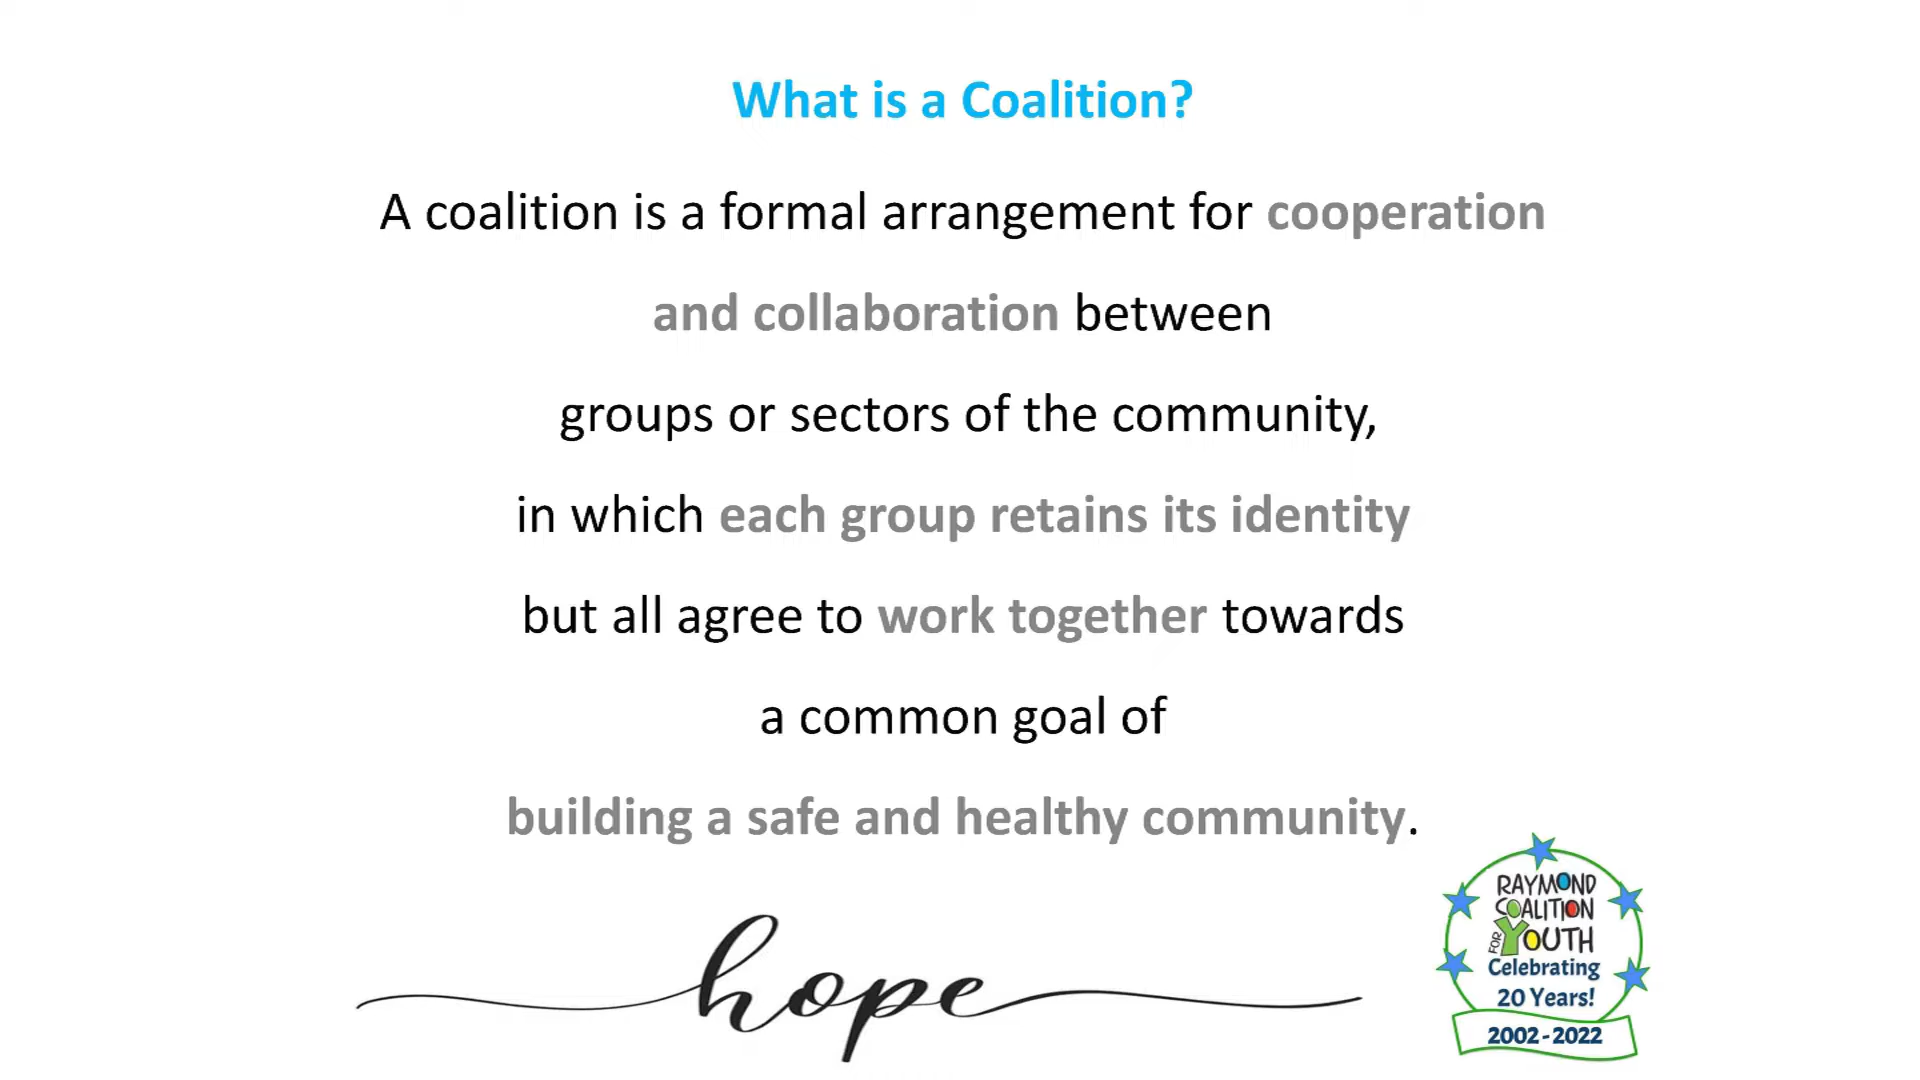 What is a Coalition?
A coalition is a formal arrangement for cooperation
and collaboration between
groups or sectors of the community,
in which each group retains its identity
but all agree to work together towards
a common goal of
building a safe and healthy community.
hope
RAYMOND
COALITION
FOR YOUTH
Celebrating
20 Years!
2002-2022